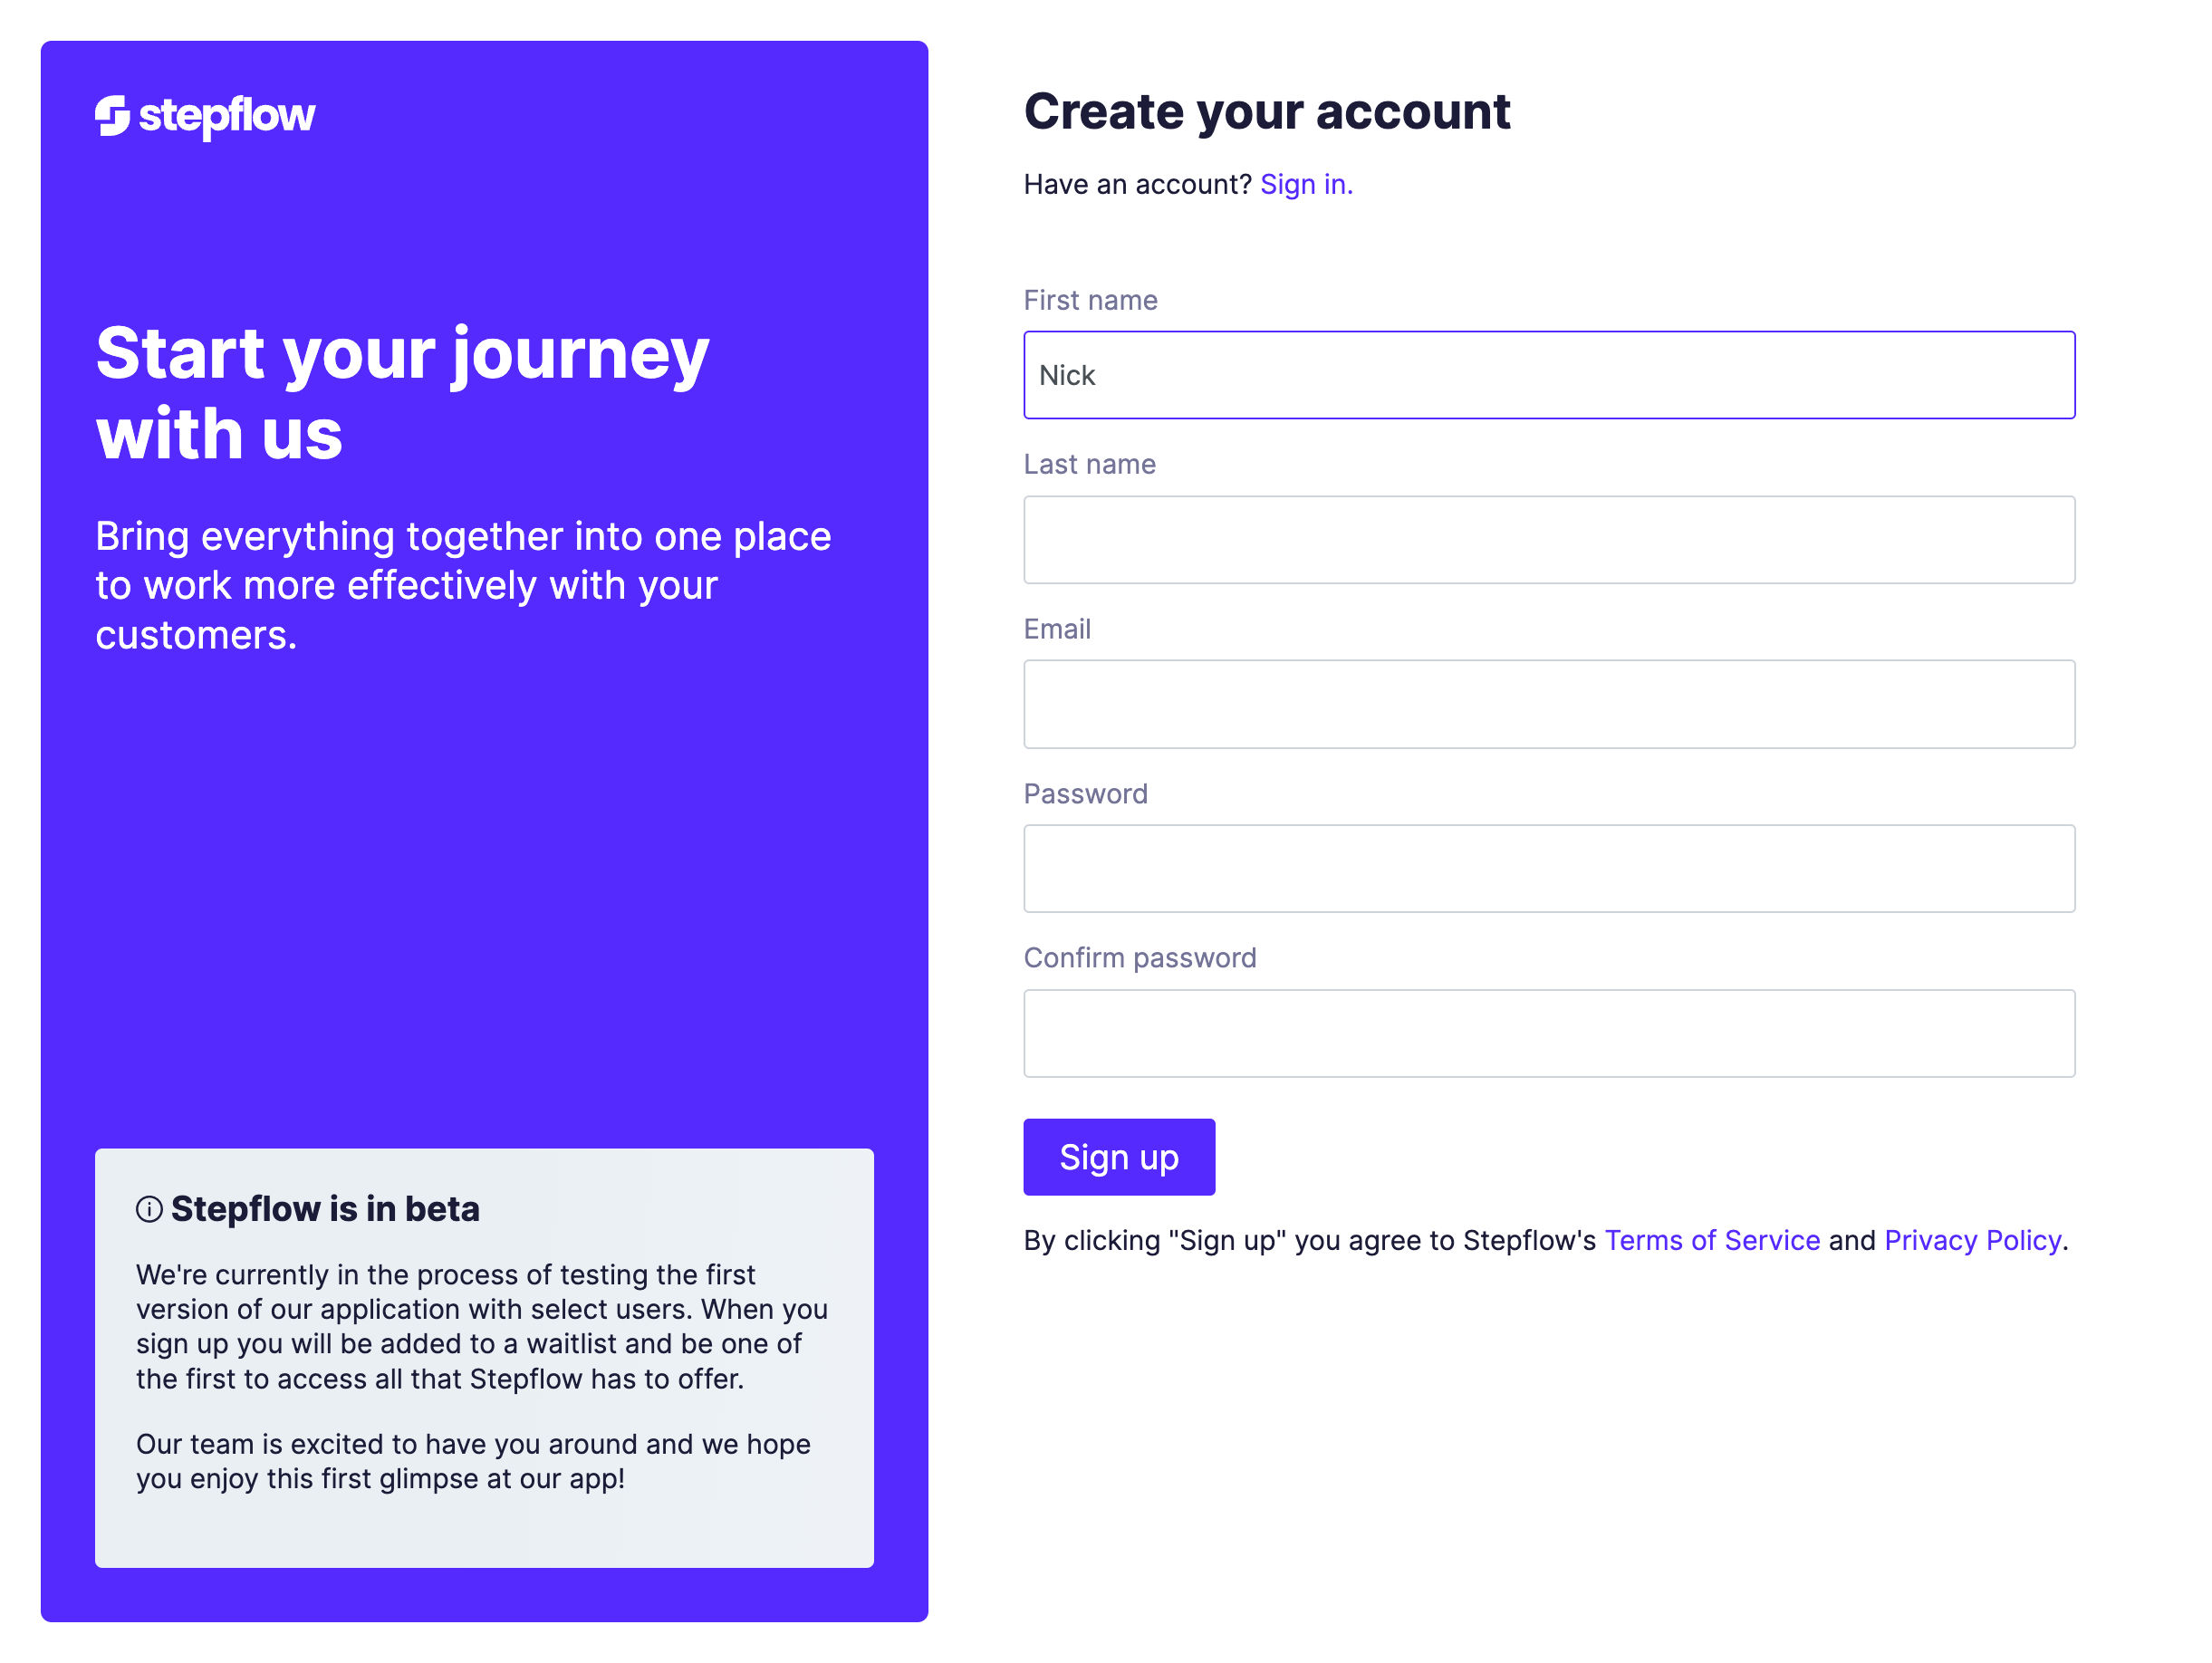 stepflow
Start your journey
with us
Bring everything together into one place
to work more effectively with your
customers.
Stepflow is in beta
We're currently in the process of testing the first
version of our application with select users. When you
sign up you will be added to a waitlist and be one of
the first to access all that Stepflow has to offer.
Our team is excited to have you around and we hope
you enjoy this first glimpse at our app!
Create your account
Have an account? Sign in.
First name
Nick
Last name
Email
Password
Confirm password
Sign up
By clicking "Sign up" you agree to Stepflow's Terms of Service and Privacy Policy.